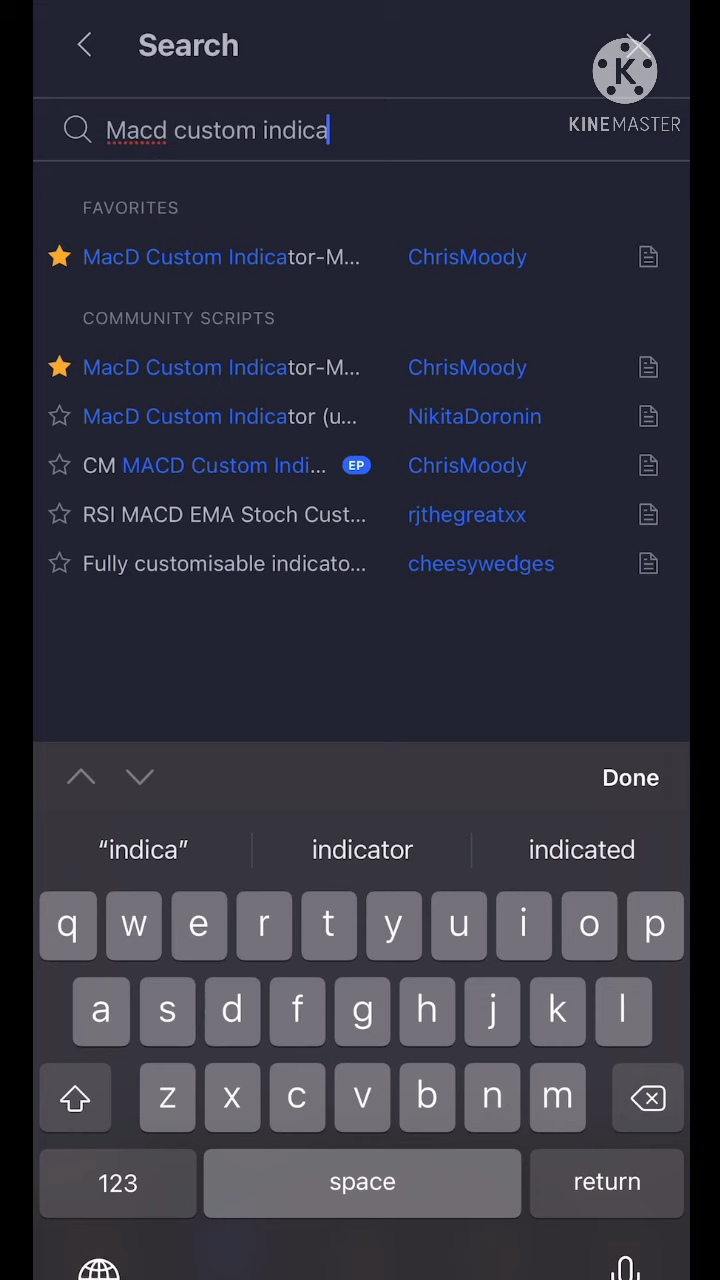 Search
K
KINEMASTER
Macd custom indica
FAVORITES
MacD Custom Indicator-M... ChrisMoody
COMMUNITY SCRIPTS
MacD Custom Indicator-M... ChrisMoody
MacD Custom Indicator (u... NikitaDoronin
CM MACD Custom Indi... EP ChrisMoody
RSI MACD EMA Stoch Cust... rjthegreatxx
Fully customisable indicato... cheesywedges
Done
“indica” indicator indicated
q w e r t y u i o p
a s d f g h j k l
z x c v b n m
123 space return